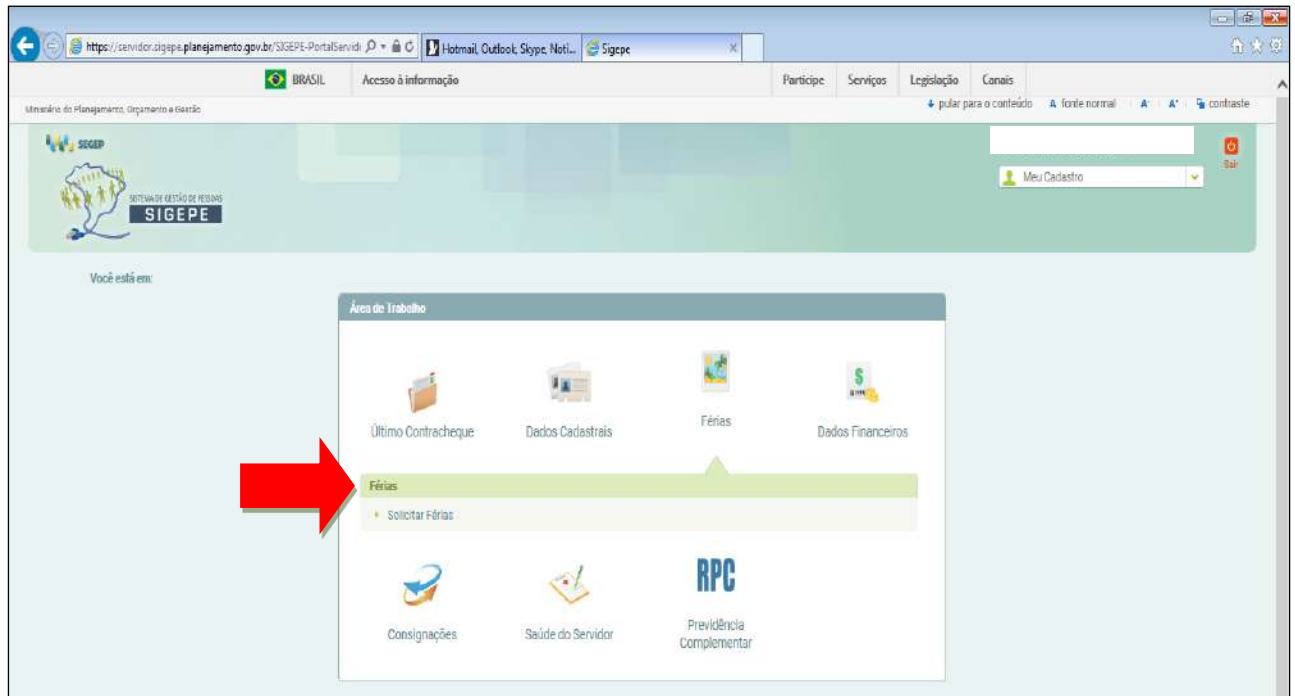 https://servidor.sigepe.planejamento.gov.br/SIGEPE-PortalServidi
Hotmail, Outlook, Skype, Noti...
Sigepe
BRASIL Acesso à informação Participe Serviços Legislação Canais
Ministério do Planejamento, Orçamento e Gestão
pular para o conteúdo A fonte normal A- A+ contraste
SEGEP
Sair
Meu Cadastro
SISTEMA DE GESTÃO DE PESSOAS
SIGEPE
Você está em:
Área de Trabalho
Último Contracheque Dados Cadastrais Férias Dados Financeiros
Férias
Solicitar Férias
RPC
Consignações Saúde do Servidor Previdência
Complementar